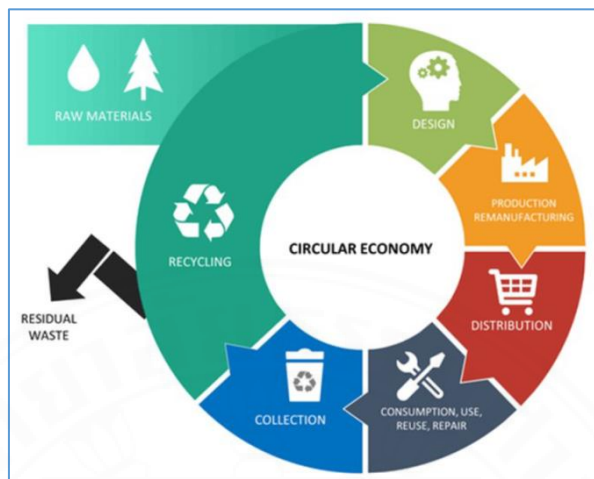 RAW MATERIALS
DESIGN
PRODUCTION
REMANUFACTURING
RECYCLING
CIRCULAR ECONOMY
RESIDUAL
WASTE
DISTRIBUTION
COLLECTION
CONSUMPTION, USE,
REUSE, REPAIR